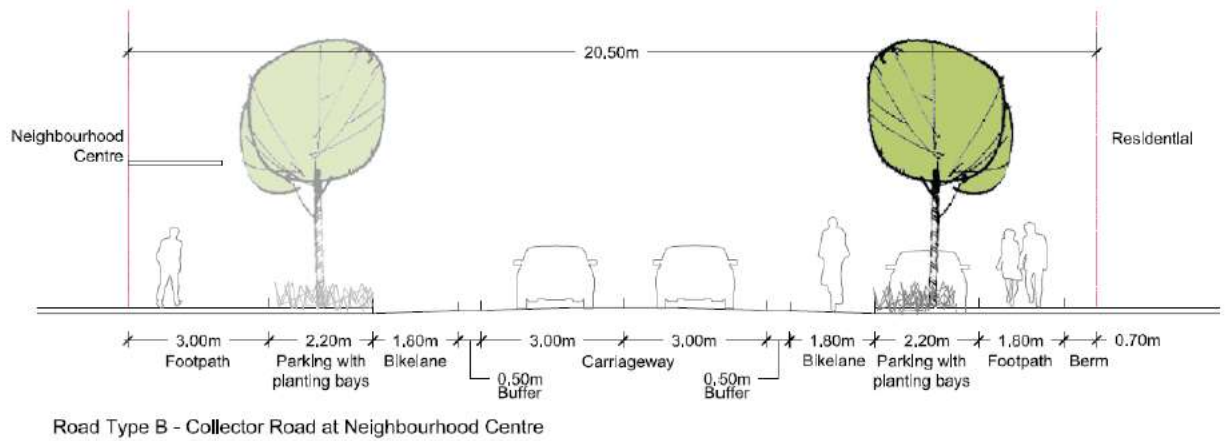 20.50m
Neighbourhood
Centre
Residential
3.00m
2.20m
1.80m
3.00m
3.00m
1.80m
2.20m
1.80m
0.70m
Footpath
Parking with
planting bays
Bikelane
0.50m
Buffer
Carriageway
0.50m
Buffer
Bikelane
Parking with
planting bays
Footpath
Berm
Road Type B - Collector Road at Neighbourhood Centre